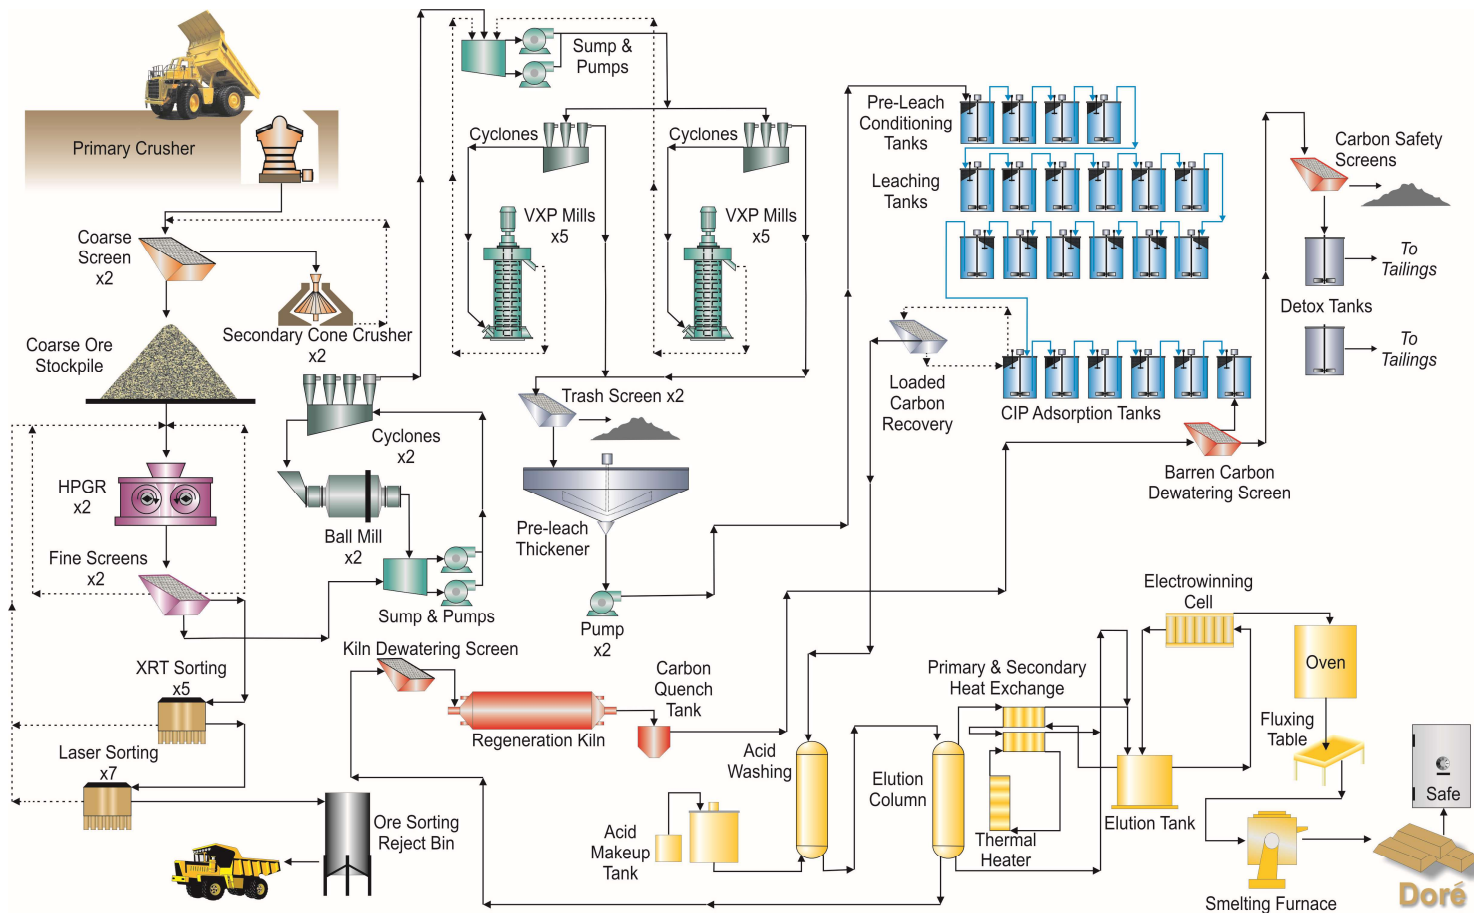 Primary Crusher
Coarse
Screen
x2
Secondary Cone Crusher
x2
Coarse Ore
Stockpile
HPGR
x2
Fine Screens
x2
XRT Sorting
x5
Laser Sorting
x7
Ore Sorting
Reject Bin
Cyclones
x2
Ball Mill
x2
Sump & Pumps
Sump &
Pumps
Cyclones
Cyclones
VXP Mills
x5
VXP Mills
x5
Trash Screen x2
Pre-leach
Thickener
Pump
x2
Pre-Leach
Conditioning
Tanks
Leaching
Tanks
Loaded
Carbon
Recovery
CIP Adsorption Tanks
Barren Carbon
Dewatering Screen
Carbon Safety
Screens
To
Tailings
Detox Tanks
To
Tailings
Kiln Dewatering Screen
Regeneration Kiln
Carbon
Quench
Tank
Acid
Makeup
Tank
Acid
Washing
Elution
Column
Primary & Secondary
Heat Exchange
Thermal
Heater
Elution Tank
Electrowinning
Cell
Oven
Fluxing
Table
Smelting Furnace
Safe
Doré